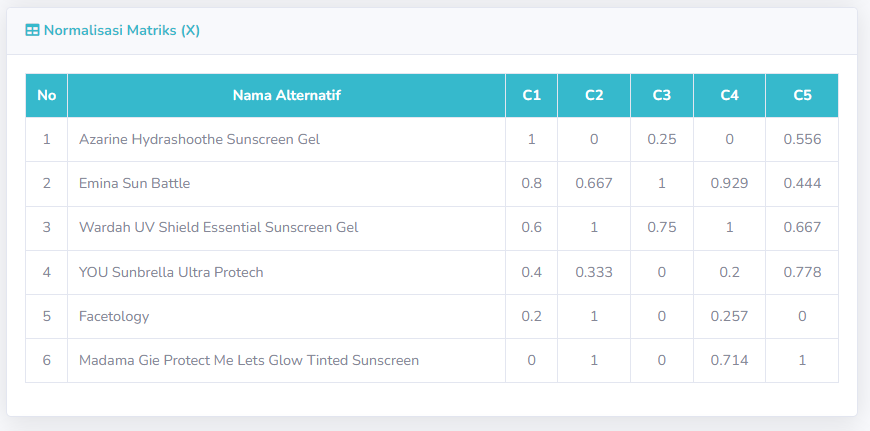 Normalisasi Matriks (X)
No Nama Alternatif C1 C2 C3 C4 C5
1 Azarine Hydrashoothe Sunscreen Gel 1 0 0.25 0 0.556
2 Emina Sun Battle 0.8 0.667 1 0.929 0.444
3 Wardah UV Shield Essential Sunscreen Gel 0.6 1 0.75 1 0.667
4 YOU Sunbrella Ultra Protech 0.4 0.333 0 0.2 0.778
5 Facetology 0.2 1 0 0.257 0
6 Madama Gie Protect Me Lets Glow Tinted Sunscreen 0 1 0 0.714 1